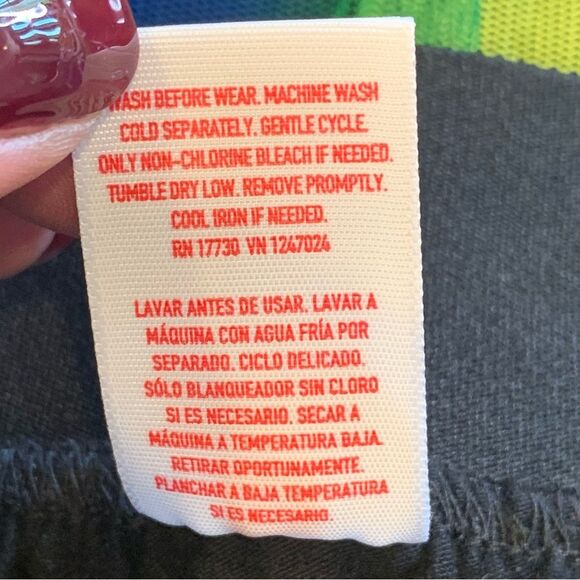 WASH BEFORE WEAR. MACHINE WASH
COLD SEPARATELY. GENTLE CYCLE.
ONLY NON-CHLORINE BLEACH IF NEEDED.
TUMBLE DRY LOW. REMOVE PROMPTLY.
COOL IRON IF NEEDED.
RN 17730 VN 1247024
LAVAR ANTES DE USAR. LAVAR A
MÁQUINA CON AGUA FRÍA POR
SEPARADO. CICLO DELICADO.
SÓLO BLANQUEADOR SIN CLORO
SI ES NECESARIO. SECAR A
MÁQUINA A TEMPERATURA BAJA.
RETIRAR OPORTUNAMENTE.
PLANCHAR A BAJA TEMPERATURA
SI ES NECESARIO.